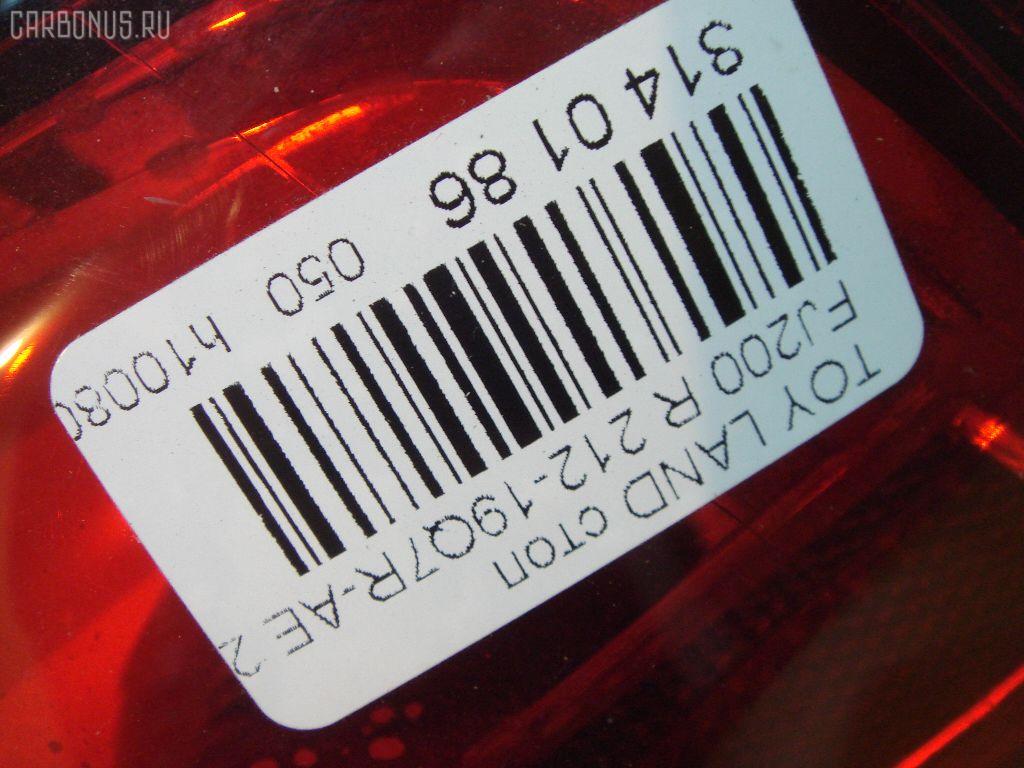 TOY LAND стоп
FJ200 R 212-19Q7R-AE 2
314 01 86 050 h1008
CARBONUS.RU